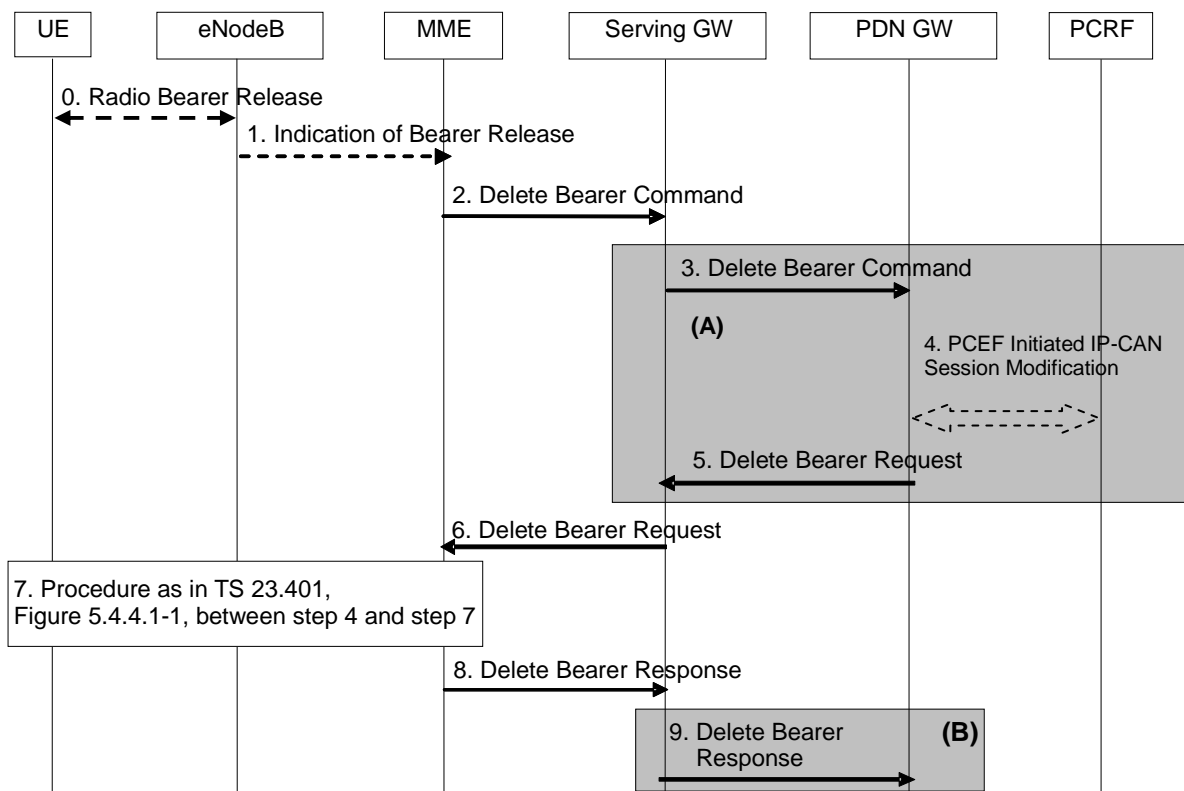 UE
eNodeB
MME
Serving GW
PDN GW
PCRF
0. Radio Bearer Release
1. Indication of Bearer Release
2. Delete Bearer Command
3. Delete Bearer Command
(A)
4. PCEF Initiated IP-CAN
Session Modification
5. Delete Bearer Request
6. Delete Bearer Request
7. Procedure as in TS 23.401,
Figure 5.4.4.1-1, between step 4 and step 7
8. Delete Bearer Response
9. Delete Bearer
Response
(B)